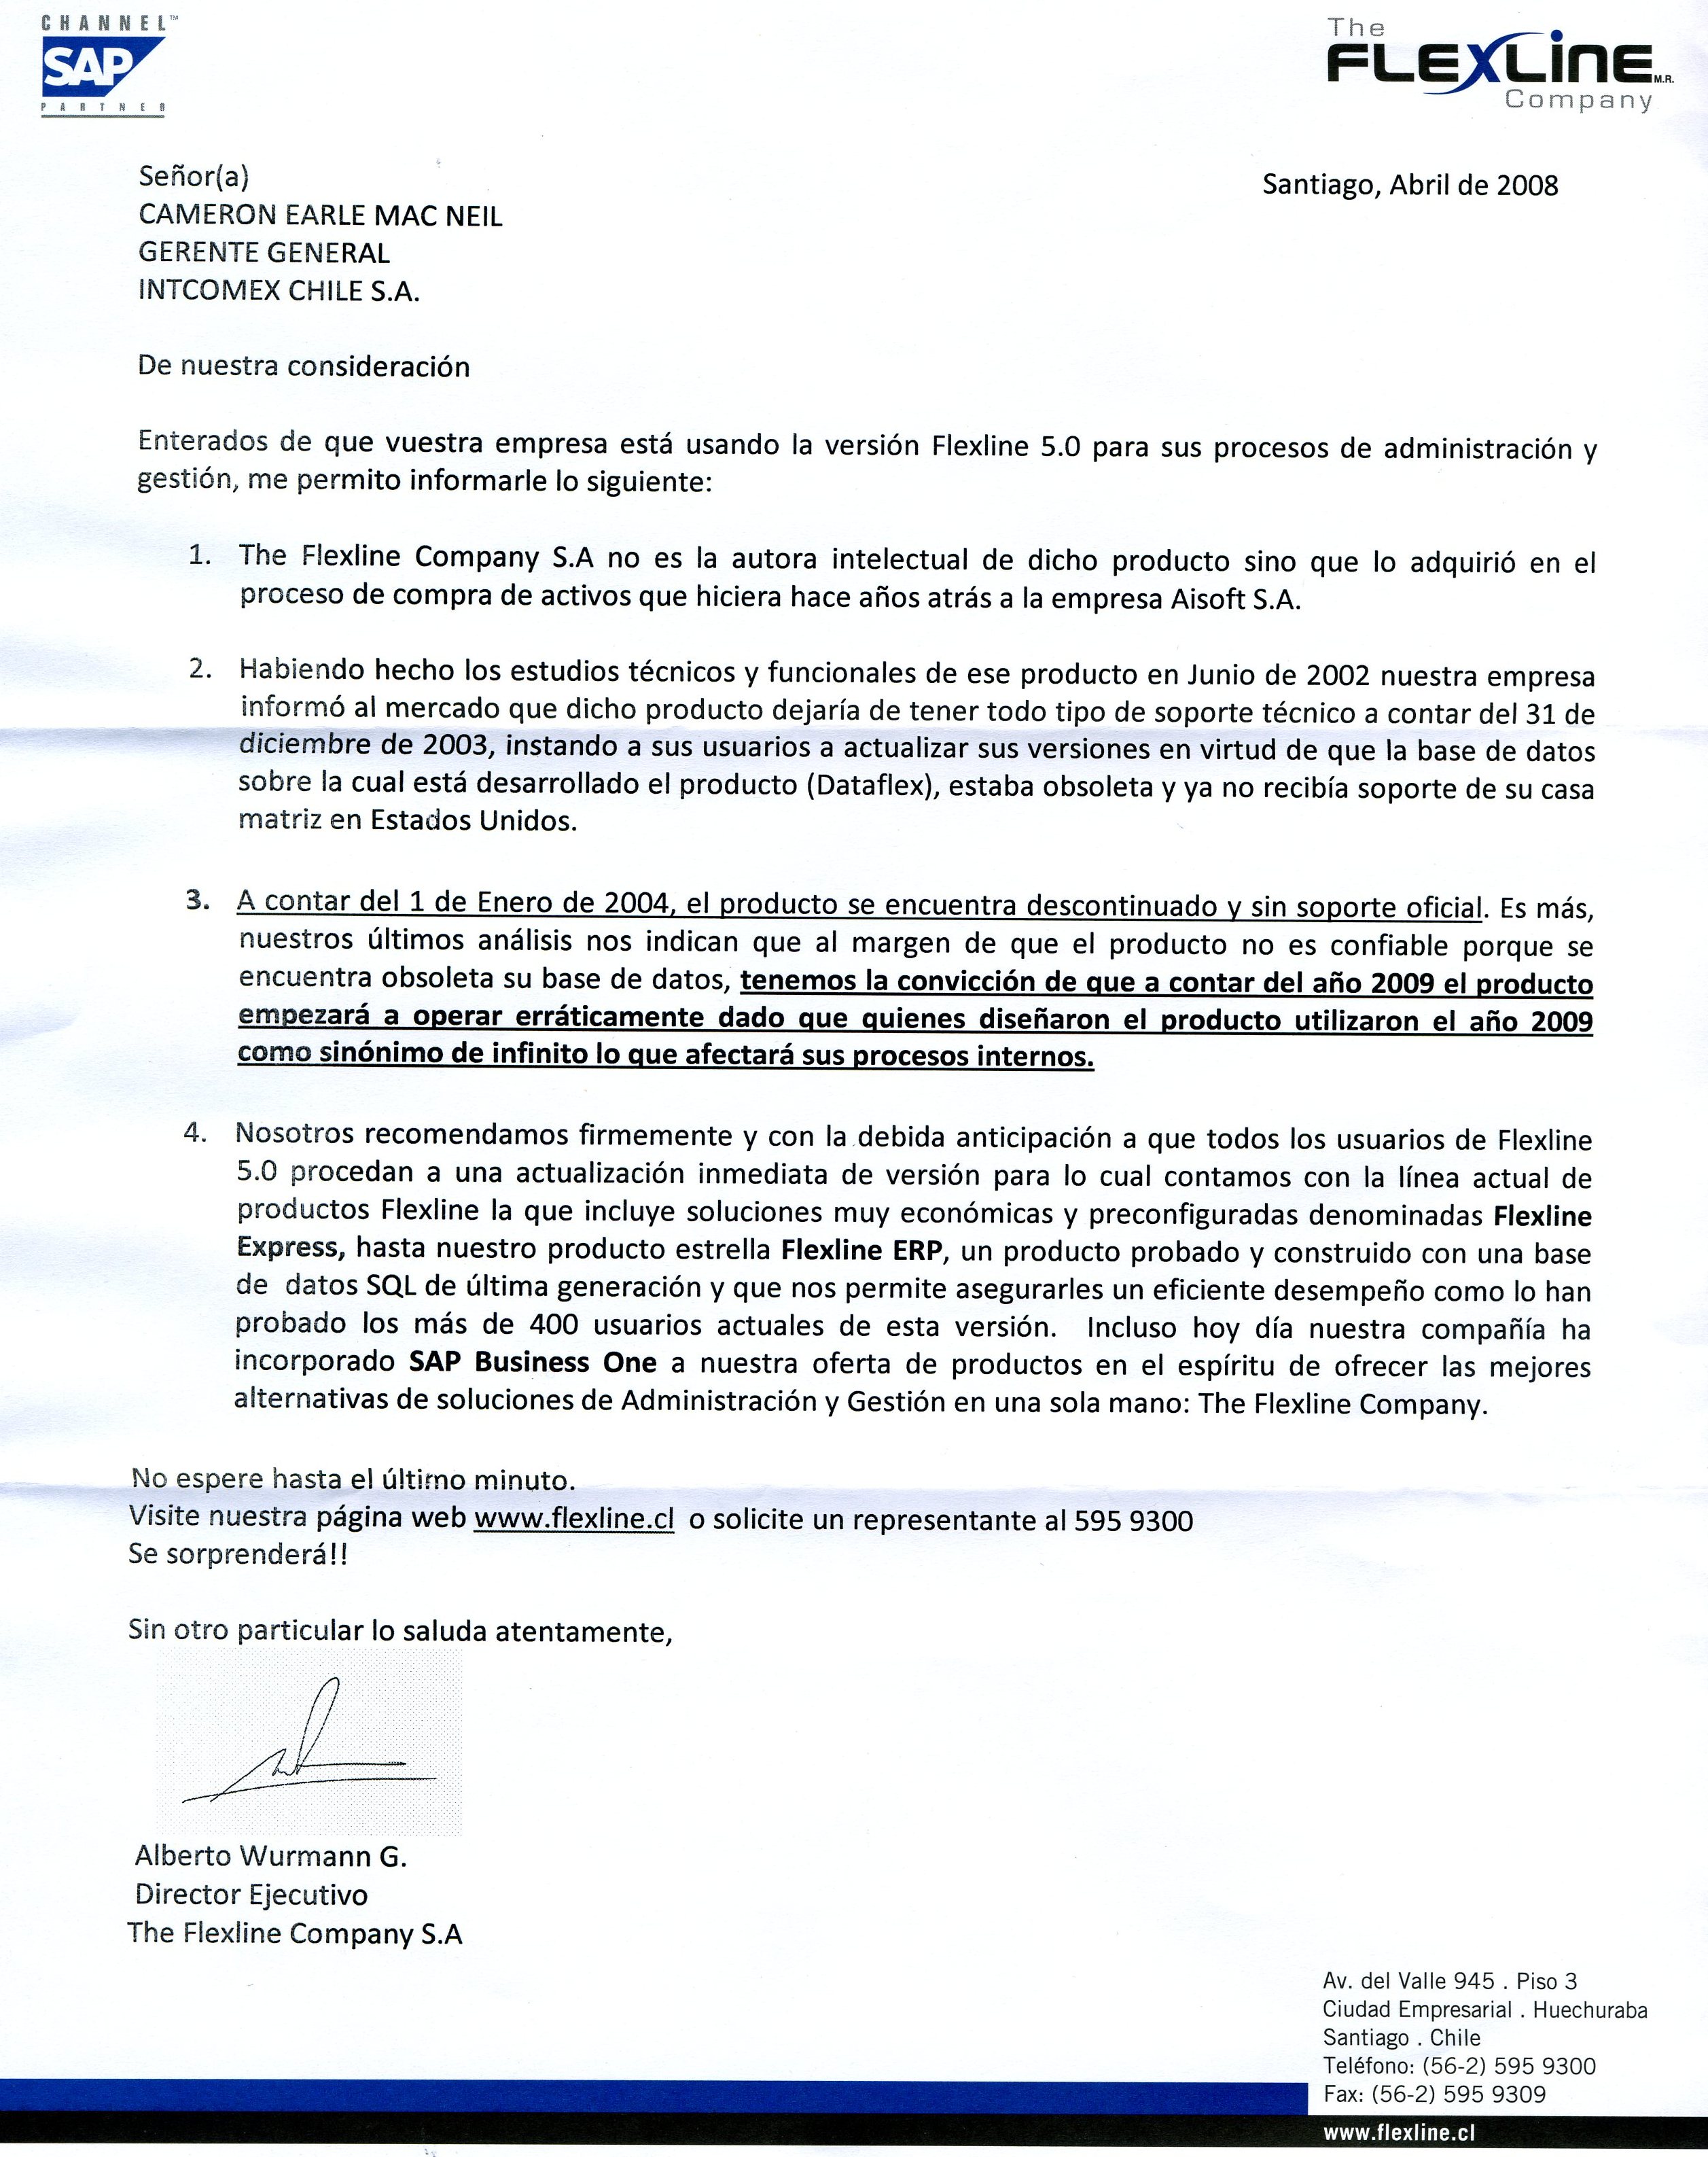 CHANNEL™
SAP
PARTNER
The
FLEXLINE M.R.
Company
Señor(a)
Santiago, Abril de 2008
CAMERON EARLE MAC NEIL
GERENTE GENERAL
INTCOMEX CHILE S.A.
De nuestra consideración
Enterados de que vuestra empresa está usando la versión Flexline 5.0 para sus procesos de administración y
gestión, me permito informarle lo siguiente:
1. The Flexline Company S.A no es la autora intelectual de dicho producto sino que lo adquirió en el
proceso de compra de activos que hiciera hace años atrás a la empresa Aisoft S.A.
2. Habiendo hecho los estudios técnicos y funcionales de ese producto en Junio de 2002 nuestra empresa
informó al mercado que dicho producto dejaría de tener todo tipo de soporte técnico a contar del 31 de
diciembre de 2003, instando a sus usuarios a actualizar sus versiones en virtud de que la base de datos
sobre la cual está desarrollado el producto (Dataflex), estaba obsoleta y ya no recibía soporte de su casa
matriz en Estados Unidos.
3. A contar del 1 de Enero de 2004, el producto se encuentra descontinuado y sin soporte oficial. Es más,
nuestros últimos análisis nos indican que al margen de que el producto no es confiable porque se
encuentra obsoleta su base de datos, tenemos la convicción de que a contar del año 2009 el producto
empezará a operar erráticamente dado que quienes diseñaron el producto utilizaron el año 2009
como sinónimo de infinito lo que afectará sus procesos internos.
4. Nosotros recomendamos firmemente y con la debida anticipación a que todos los usuarios de Flexline
5.0 procedan a una actualización inmediata de versión para lo cual contamos con la línea actual de
productos Flexline la que incluye soluciones muy económicas y preconfiguradas denominadas Flexline
Express, hasta nuestro producto estrella Flexline ERP, un producto probado y construido con una base
de datos SQL de última generación y que nos permite asegurarles un eficiente desempeño como lo han
probado los más de 400 usuarios actuales de esta versión. Incluso hoy día nuestra compañía ha
incorporado SAP Business One a nuestra oferta de productos en el espíritu de ofrecer las mejores
alternativas de soluciones de Administración y Gestión en una sola mano: The Flexline Company.
No espere hasta el último minuto.
Visite nuestra página web www.flexline.cl o solicite un representante al 595 9300
Se sorprenderá!!
Sin otro particular lo saluda atentamente,
Alberto Wurmann G.
Director Ejecutivo
The Flexline Company S.A
Av. del Valle 945 . Piso 3
Ciudad Empresarial . Huechuraba
Santiago . Chile
Teléfono: (56-2) 595 9300
Fax: (56-2) 595 9309
www.flexline.cl